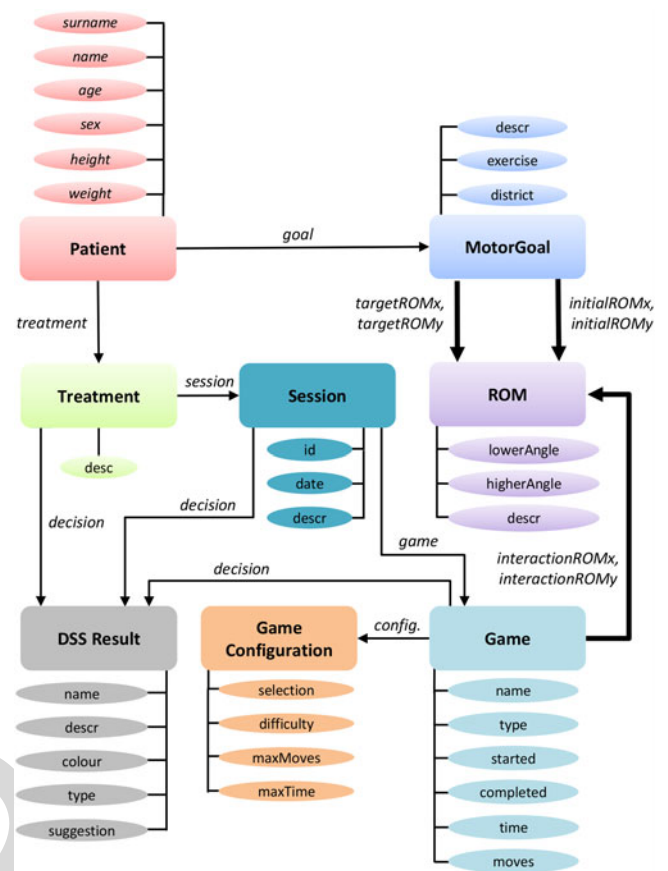 surname
name
age
sex
height
weight
Patient
goal
descr
exercise
district
MotorGoal
treatment
targetROMx,
targetROMy
initialROMx,
initialROMy
Treatment
session
Session
ROM
desc
id
date
descr
lowerAngle
higherAngle
descr
decision
decision
game
interactionROMx,
interactionROMy
decision
DSS Result
Game
Configuration
config.
Game
name
descr
colour
type
suggestion
selection
difficulty
maxMoves
maxTime
name
type
started
completed
time
moves